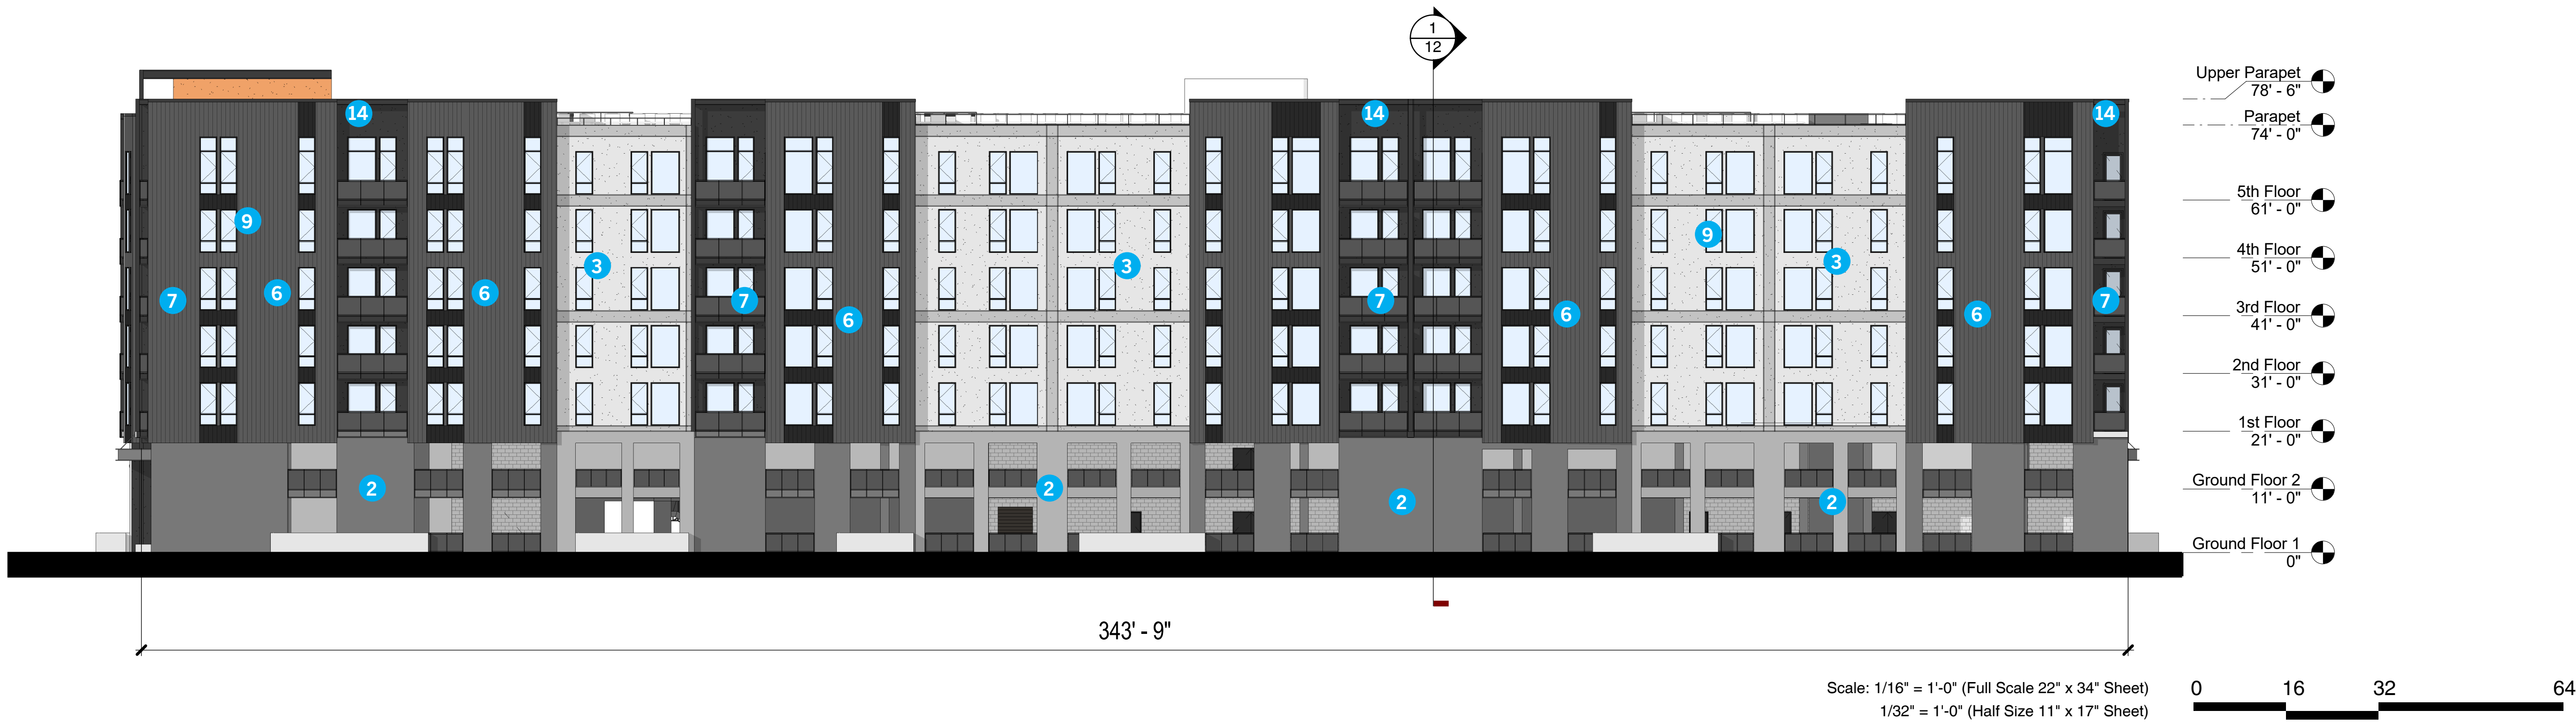 1
12
Upper Parapet
78' - 6"
14
14
14
Parapet
74' - 0"
5th Floor
61' - 0"
9
9
4th Floor
51' - 0"
3
3
3
7
6
6
7
6
7
6
6
7
3rd Floor
41' - 0"
2nd Floor
31' - 0"
1st Floor
21' - 0"
2
2
2
2
Ground Floor 2
11' - 0"
Ground Floor 1
0"
343' - 9"
Scale: 1/16" = 1'-0" (Full Scale 22" x 34" Sheet)
1/32" = 1'-0" (Half Size 11" x 17" Sheet)
0 16 32 64